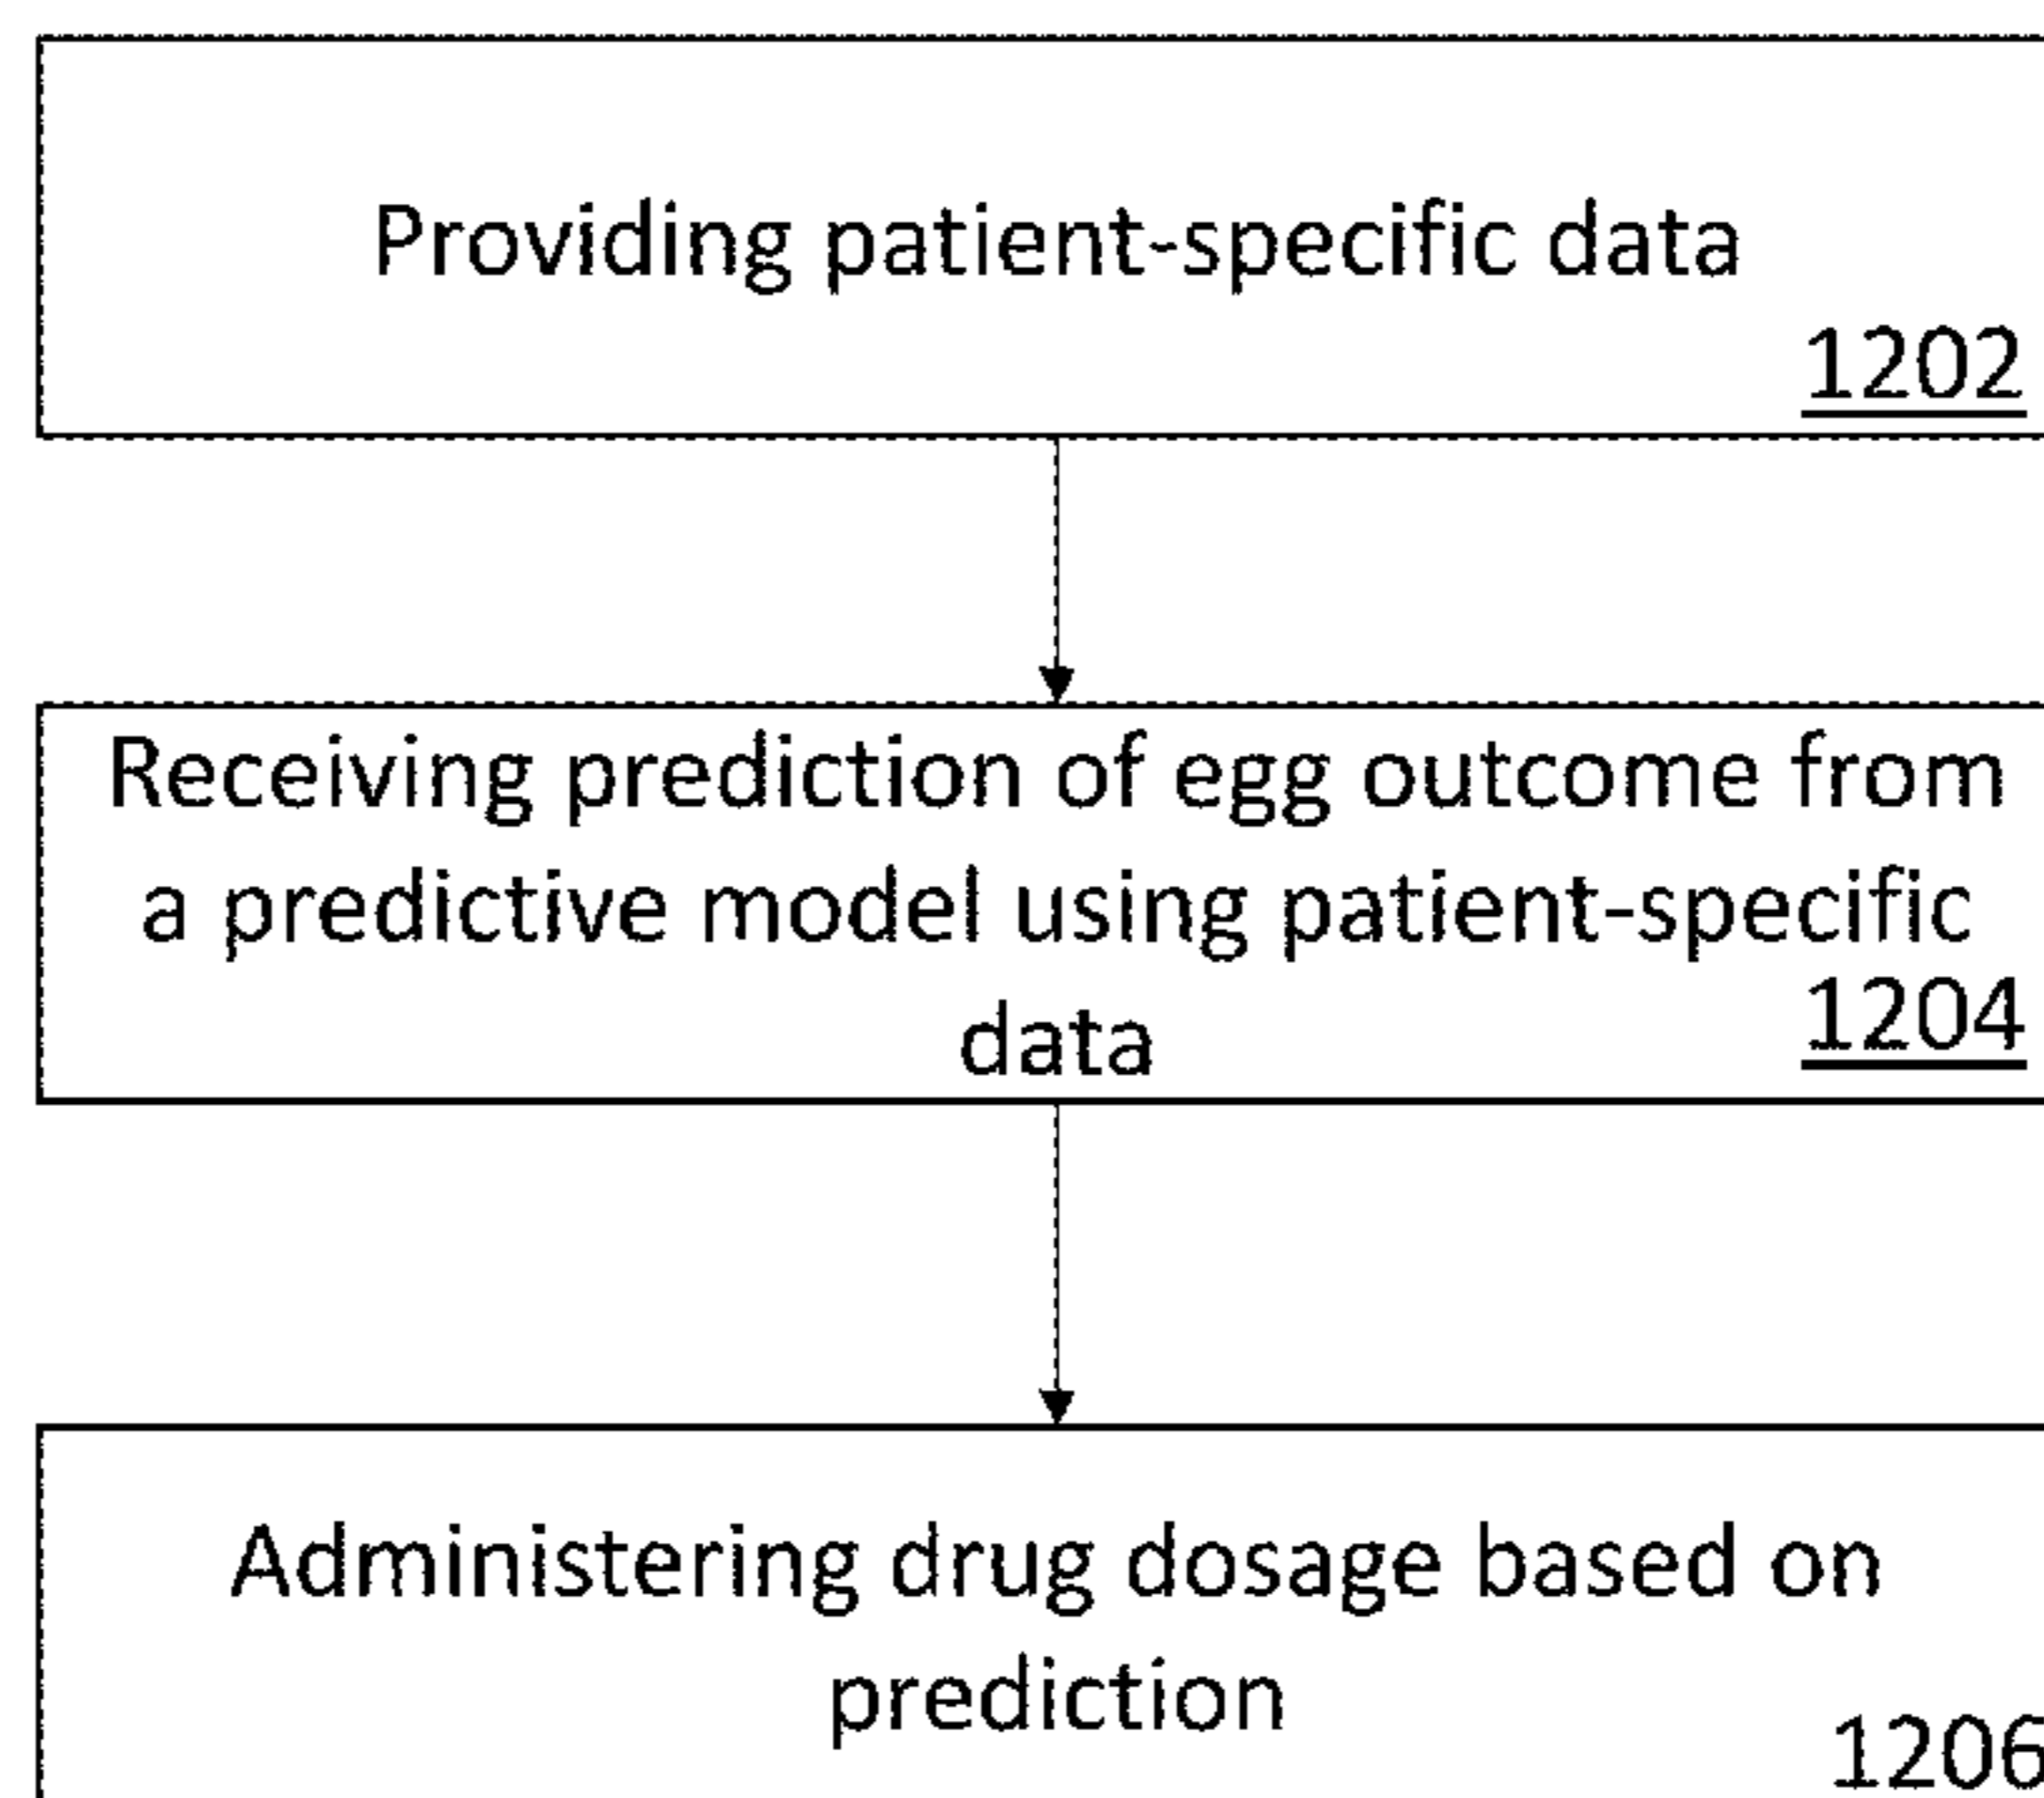 Providing patient-specific data
1202
Receiving prediction of egg outcome from
a predictive model using patient-specific
data
1204
Administering drug dosage based on
prediction
1206